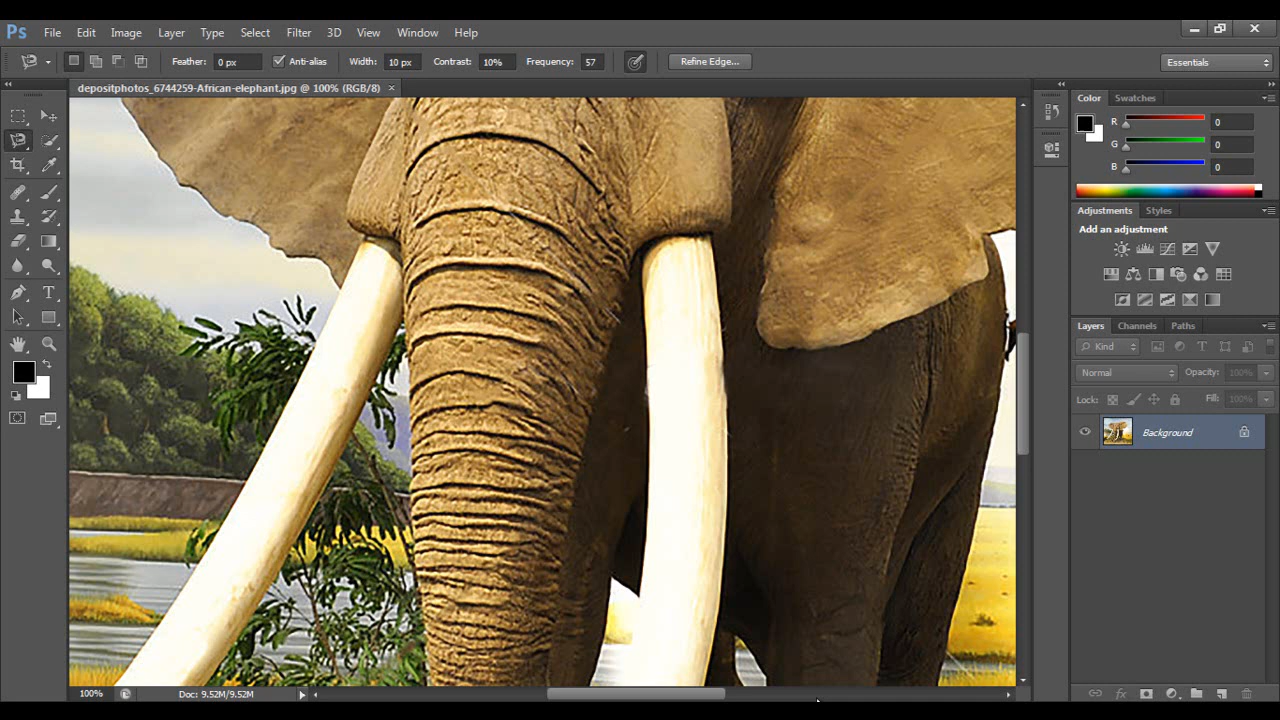 Ps File Edit Image Layer Type Select Filter 3D View Window Help
Feather: 0 px Anti-alias Width: 10 px Contrast: 10% Frequency: 57 Refine Edge... Essentials
depositphotos_6744259-African-elephant.jpg @ 100% (RGB/8) ×
Color Swatches
R 0
G 0
B 0
Adjustments Styles
Add an adjustment
Layers Channels Paths
Kind
Normal Opacity: 100%
Lock: Fill: 100%
Background
100% Doc: 9.52M/9.52M